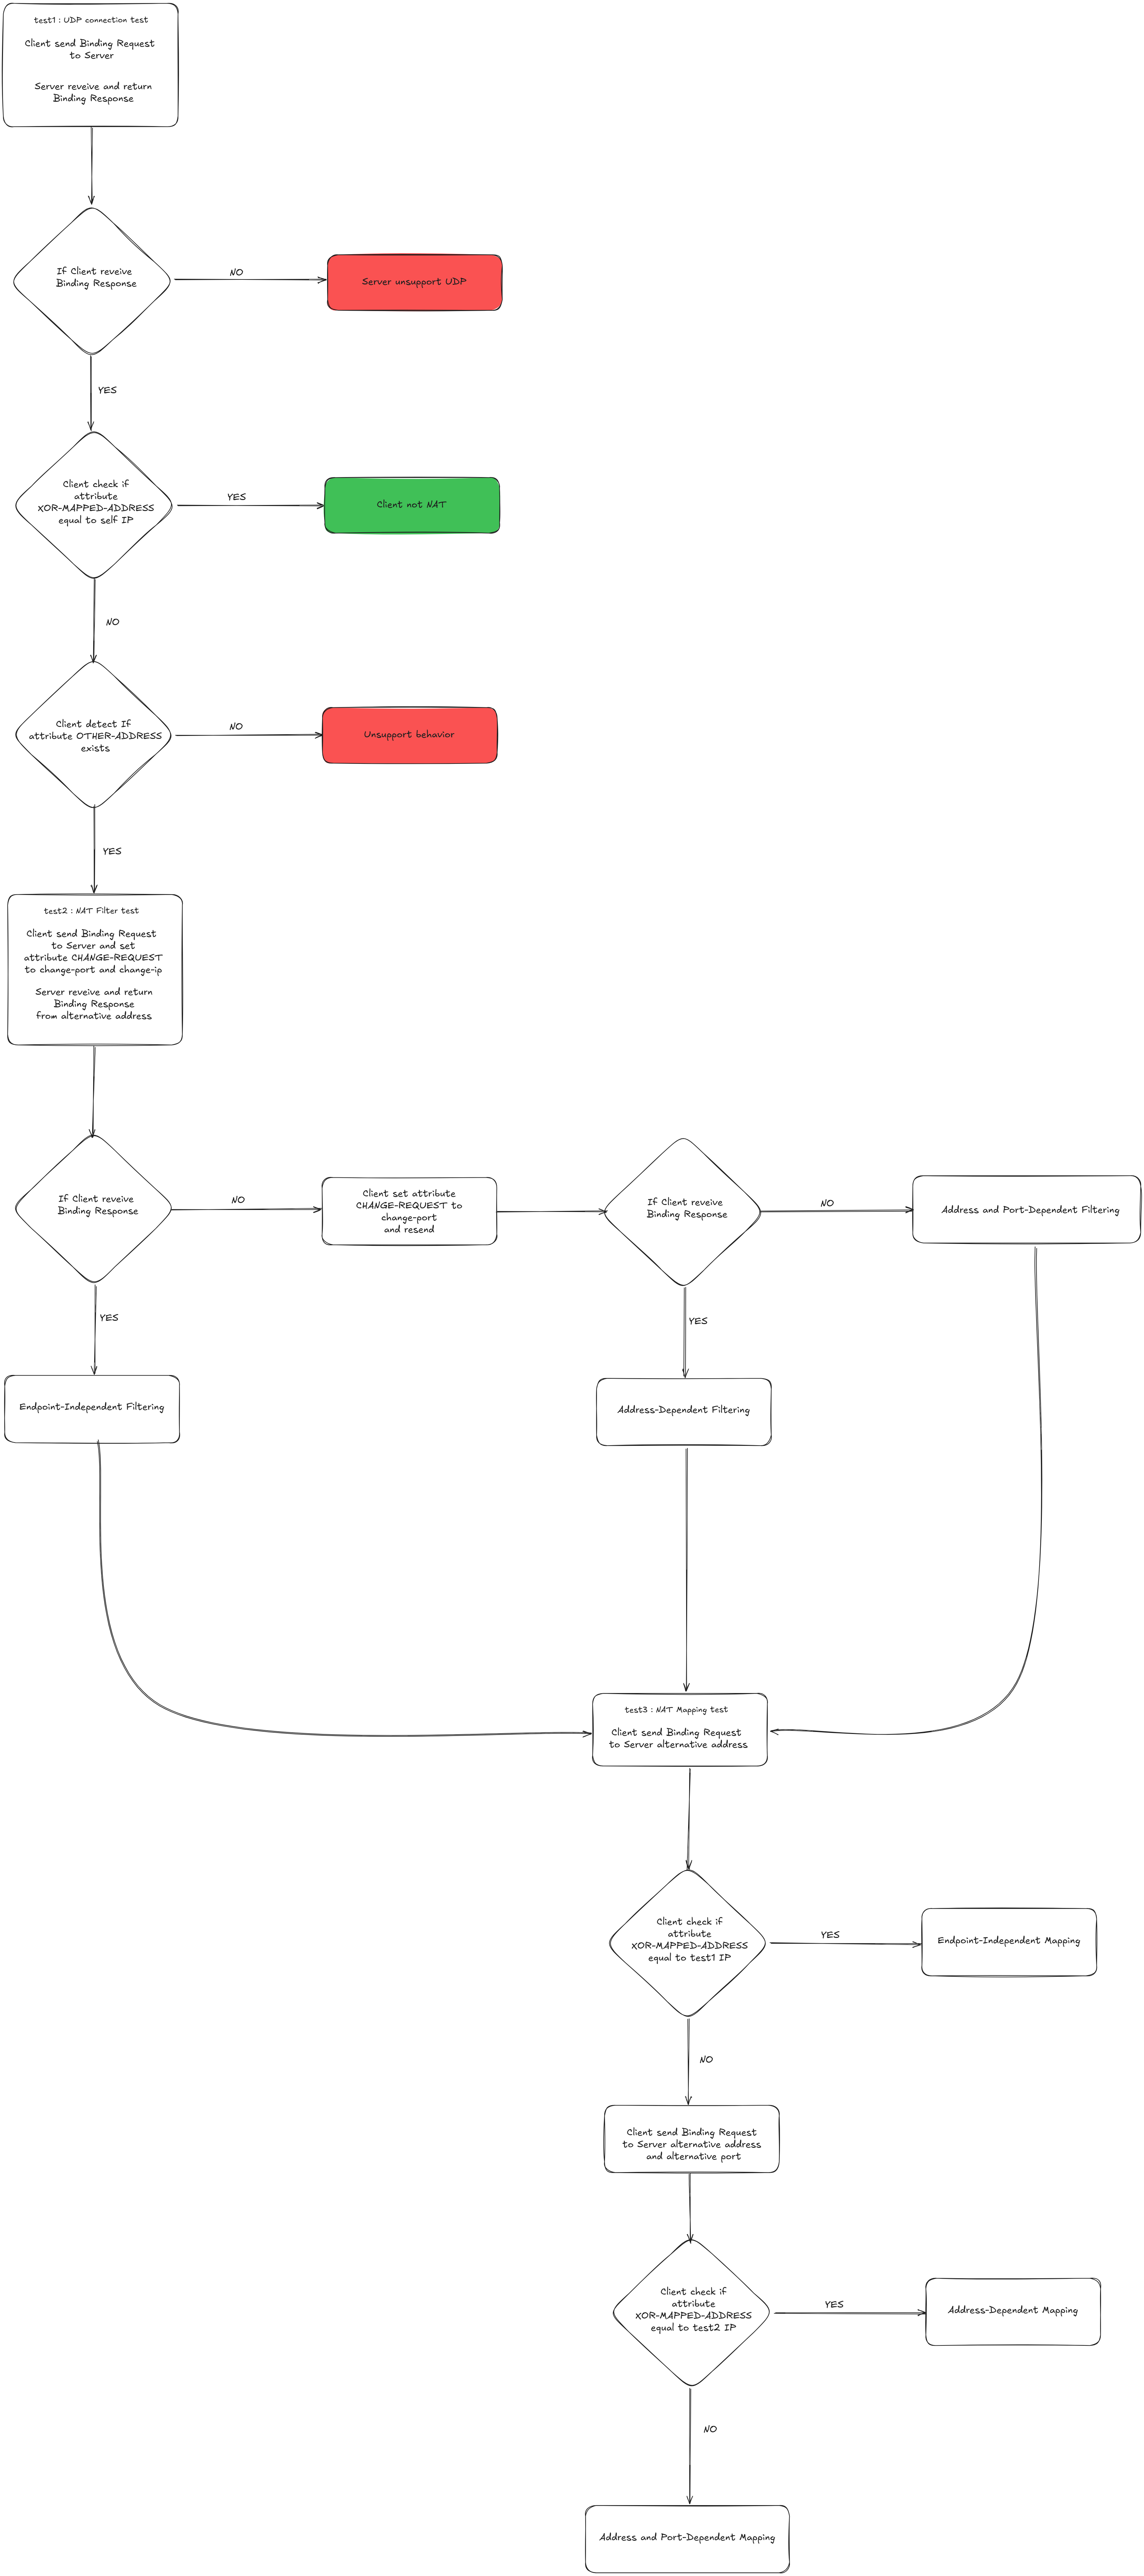 test1 : UDP connection test
Client send Binding Request
to Server
Server reveive and return
Binding Response
If Client reveive
Binding Response
NO
Server unsupport UDP
YES
Client check if
attribute
XOR-MAPPED-ADDRESS
equal to self IP
YES
Client not NAT
NO
Client detect If
attribute OTHER-ADDRESS
exists
NO
Unsupport behavior
YES
test2 : NAT Filter test
Client send Binding Request
to Server and set
attribute CHANGE-REQUEST
to change-port and change-ip
Server reveive and return
Binding Response
from alternative address
If Client reveive
Binding Response
NO
Client set attribute
CHANGE-REQUEST to
change-port
and resend
If Client reveive
Binding Response
NO
Address and Port-Dependent Filtering
YES
YES
Endpoint-Independent Filtering
Address-Dependent Filtering
test3 : NAT Mapping test
Client send Binding Request
to Server alternative address
Client check if
attribute
XOR-MAPPED-ADDRESS
equal to test1 IP
YES
Endpoint-Independent Mapping
NO
Client send Binding Request
to Server alternative address
and alternative port
Client check if
attribute
XOR-MAPPED-ADDRESS
equal to test2 IP
YES
Address-Dependent Mapping
NO
Address and Port-Dependent Mapping